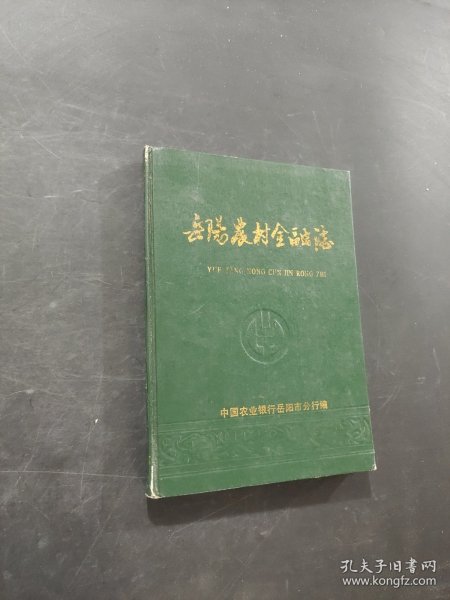 岳陽農村金融志
YUE YANG NONG CUN JIN RONG ZHI
中国农业银行岳阳市分行编
孔夫子旧书网
www.kongfz.com